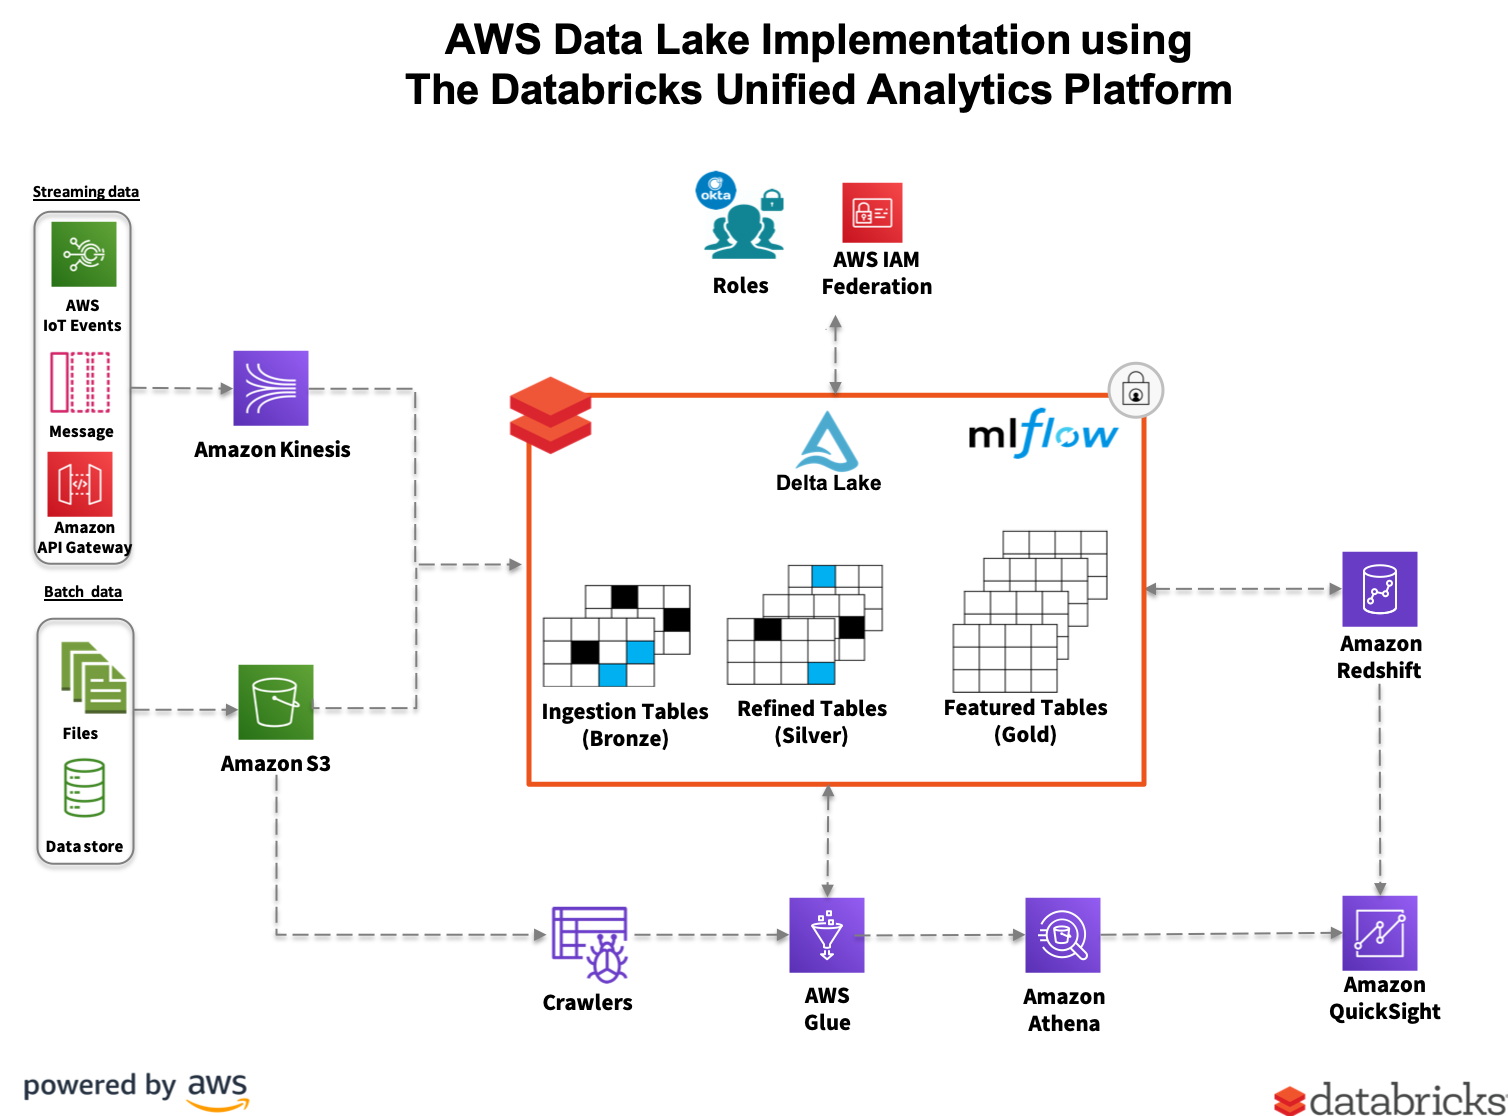 AWS Data Lake Implementation using
The Databricks Unified Analytics Platform
Streaming data
AWS
IoT Events
Message
Amazon
API Gateway
Batch data
Files
Data store
Amazon Kinesis
Amazon S3
okta
Roles
AWS IAM
Federation
Delta Lake
mlflow
Ingestion Tables
(Bronze)
Refined Tables
(Silver)
Featured Tables
(Gold)
Amazon
Redshift
Crawlers
AWS
Glue
Amazon
Athena
Amazon
QuickSight
powered by aws
databricks